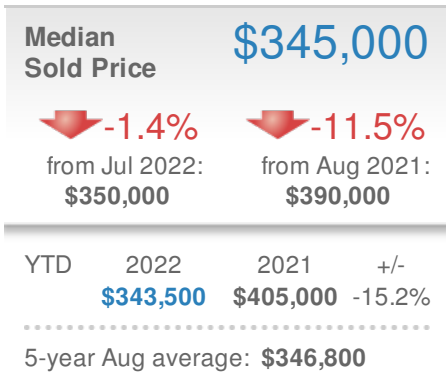 Median
Sold Price
$345,000
-1.4%
from Jul 2022:
$350,000
-11.5%
from Aug 2021:
$390,000
YTD 2022 2021 +/-
$343,500 $405,000 -15.2%
5-year Aug average: $346,800